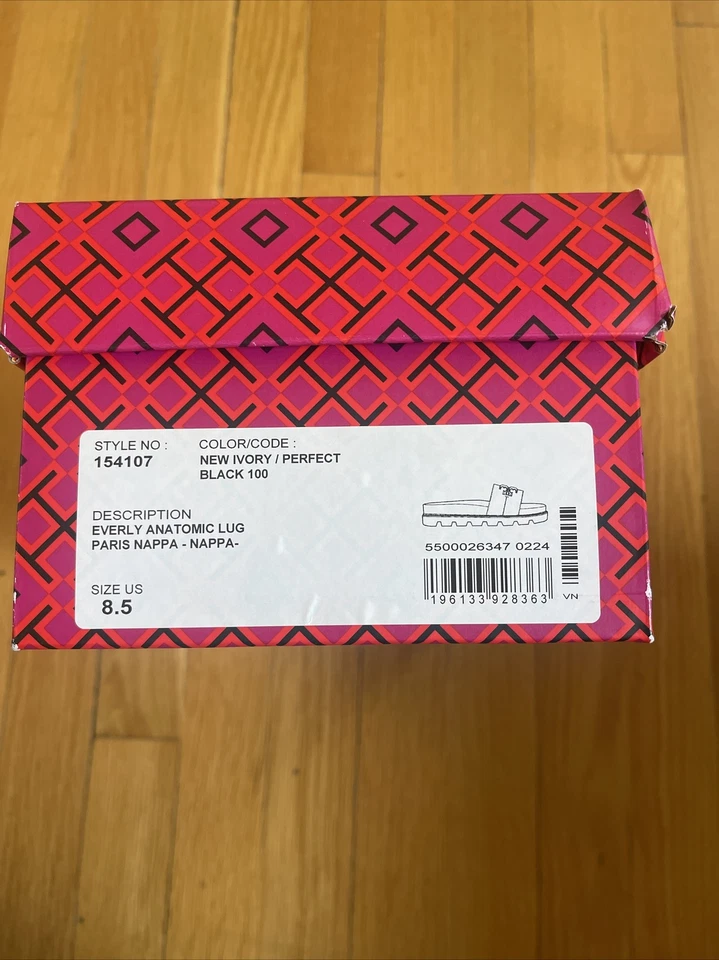 STYLE NO :
154107
COLOR/CODE :
NEW IVORY / PERFECT
BLACK 100
DESCRIPTION
EVERLY ANATOMIC LUG
PARIS NAPPA - NAPPA-
SIZE US
8.5
5500026347 0224
196133 928363
VN